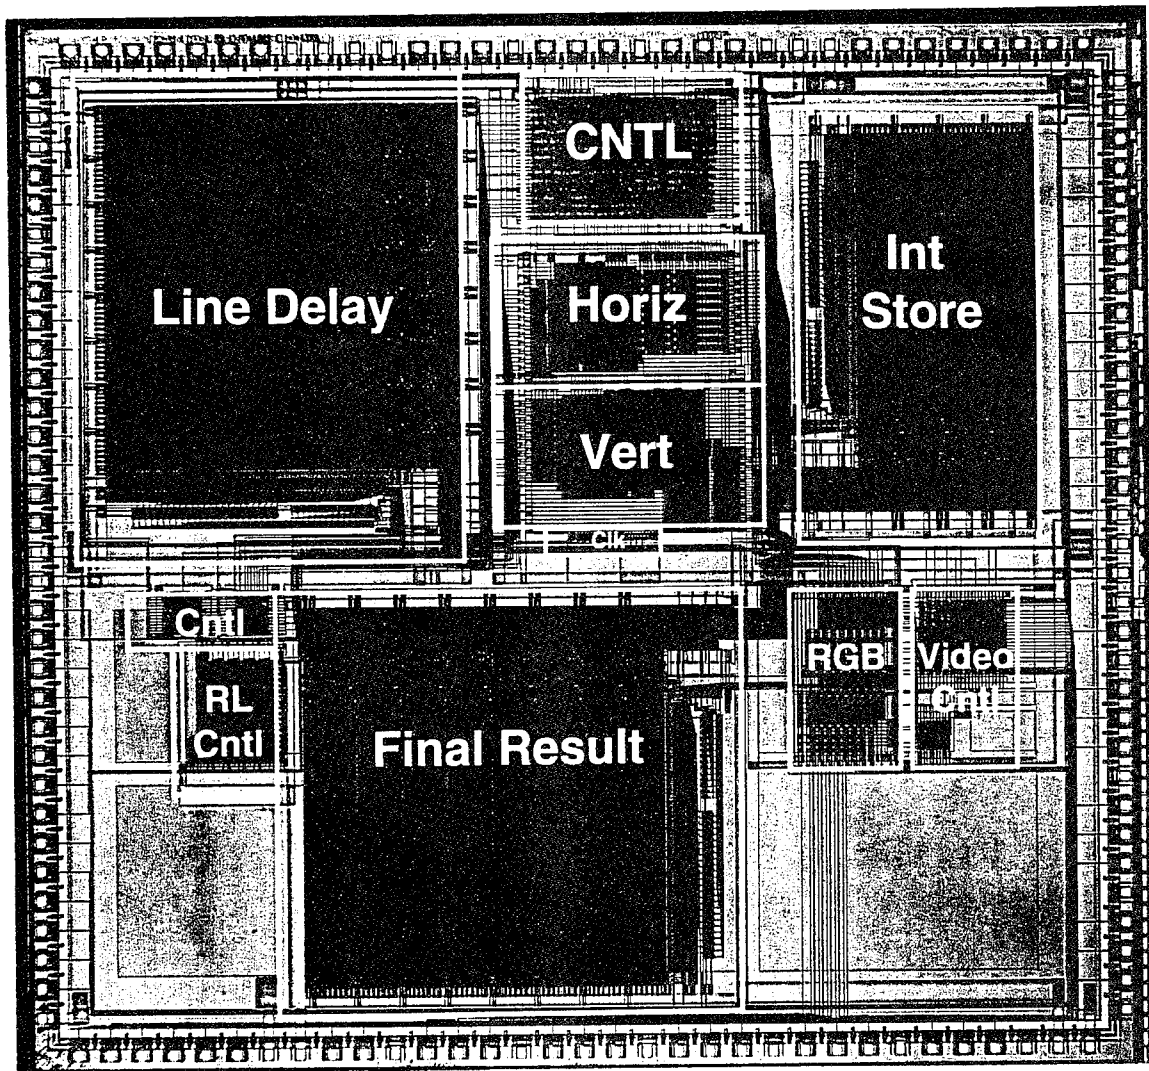 CNTL
Line Delay
Horiz
Int
Store
Vert
Clk
Cntl
RL
Cntl
Final Result
RGB
Video
Cntl